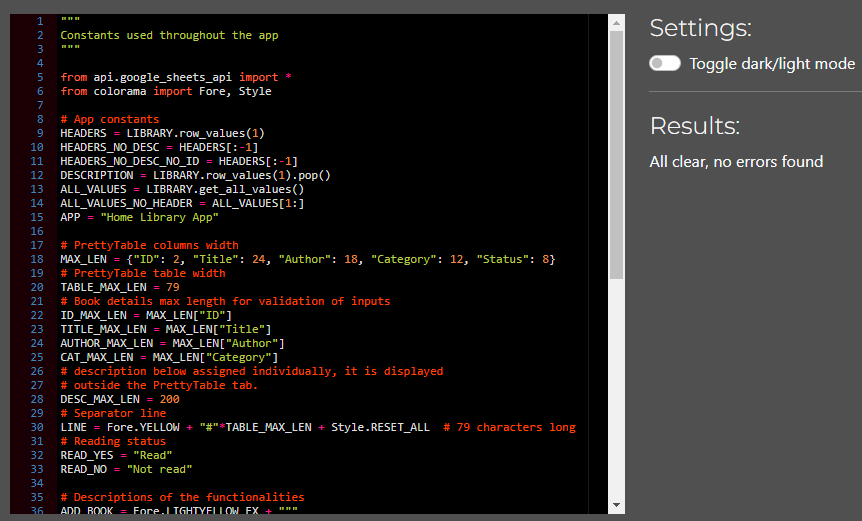 1 """
2 Constants used throughout the app
3 """
4
5 from api.google_sheets_api import *
6 from colorama import Fore, Style
7
8 # App constants
9 HEADERS = LIBRARY.row_values(1)
10 HEADERS_NO_DESC = HEADERS[:-1]
11 HEADERS_NO_DESC_NO_ID = HEADERS[:-1]
12 DESCRIPTION = LIBRARY.row_values(1).pop()
13 ALL_VALUES = LIBRARY.get_all_values()
14 ALL_VALUES_NO_HEADER = ALL_VALUES[1:]
15 APP = "Home Library App"
16
17 # PrettyTable columns width
18 MAX_LEN = {"ID": 2, "Title": 24, "Author": 18, "Category": 12, "Status": 8}
19 # PrettyTable table width
20 TABLE_MAX_LEN = 79
21 # Book details max length for validation of inputs
22 ID_MAX_LEN = MAX_LEN["ID"]
23 TITLE_MAX_LEN = MAX_LEN["Title"]
24 AUTHOR_MAX_LEN = MAX_LEN["Author"]
25 CAT_MAX_LEN = MAX_LEN["Category"]
26 # description below assigned individually, it is displayed
27 # outside the PrettyTable tab.
28 DESC_MAX_LEN = 200
29 # Separator line
30 LINE = Fore.YELLOW + "#"*TABLE_MAX_LEN + Style.RESET_ALL  # 79 characters long
31 # Reading status
32 READ_YES = "Read"
33 READ_NO = "Not read"
34
35 # Descriptions of the functionalities
36 ADD_BOOK = Fore.LIGHTYELLOW_EX + """
Settings:
Toggle dark/light mode
Results:
All clear, no errors found